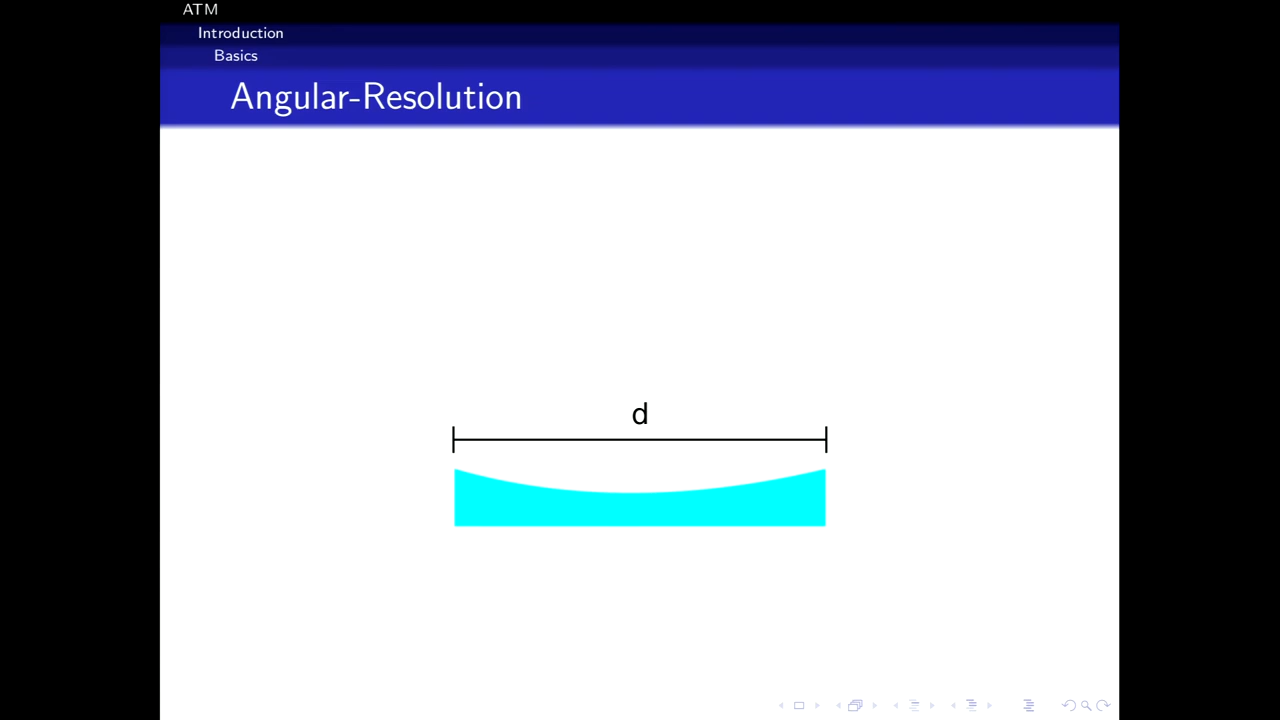 ATM
Introduction
Basics
Angular-Resolution
d